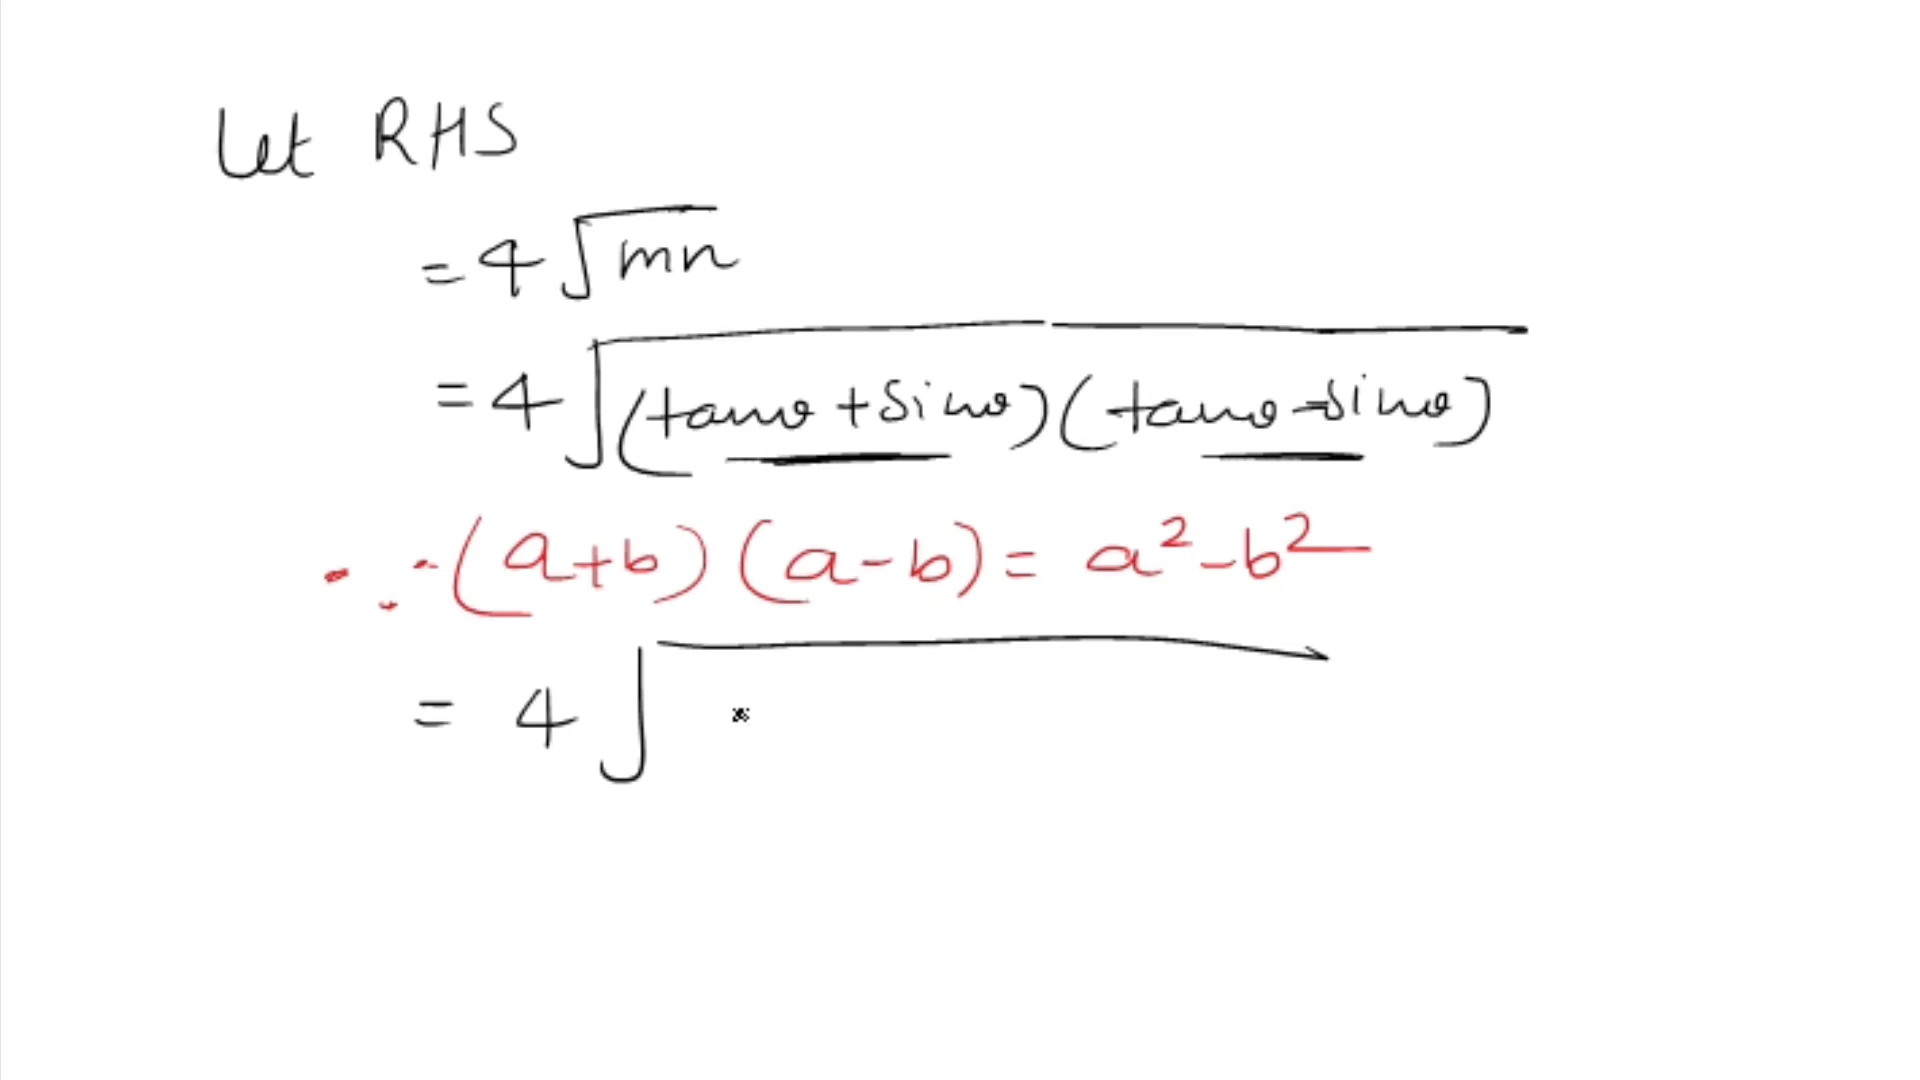 Let RHS
= 4√mn
= 4√(tanθ + sinθ)(tanθ - sinθ)
∵ (a+b)(a-b) = a²-b²
= 4√